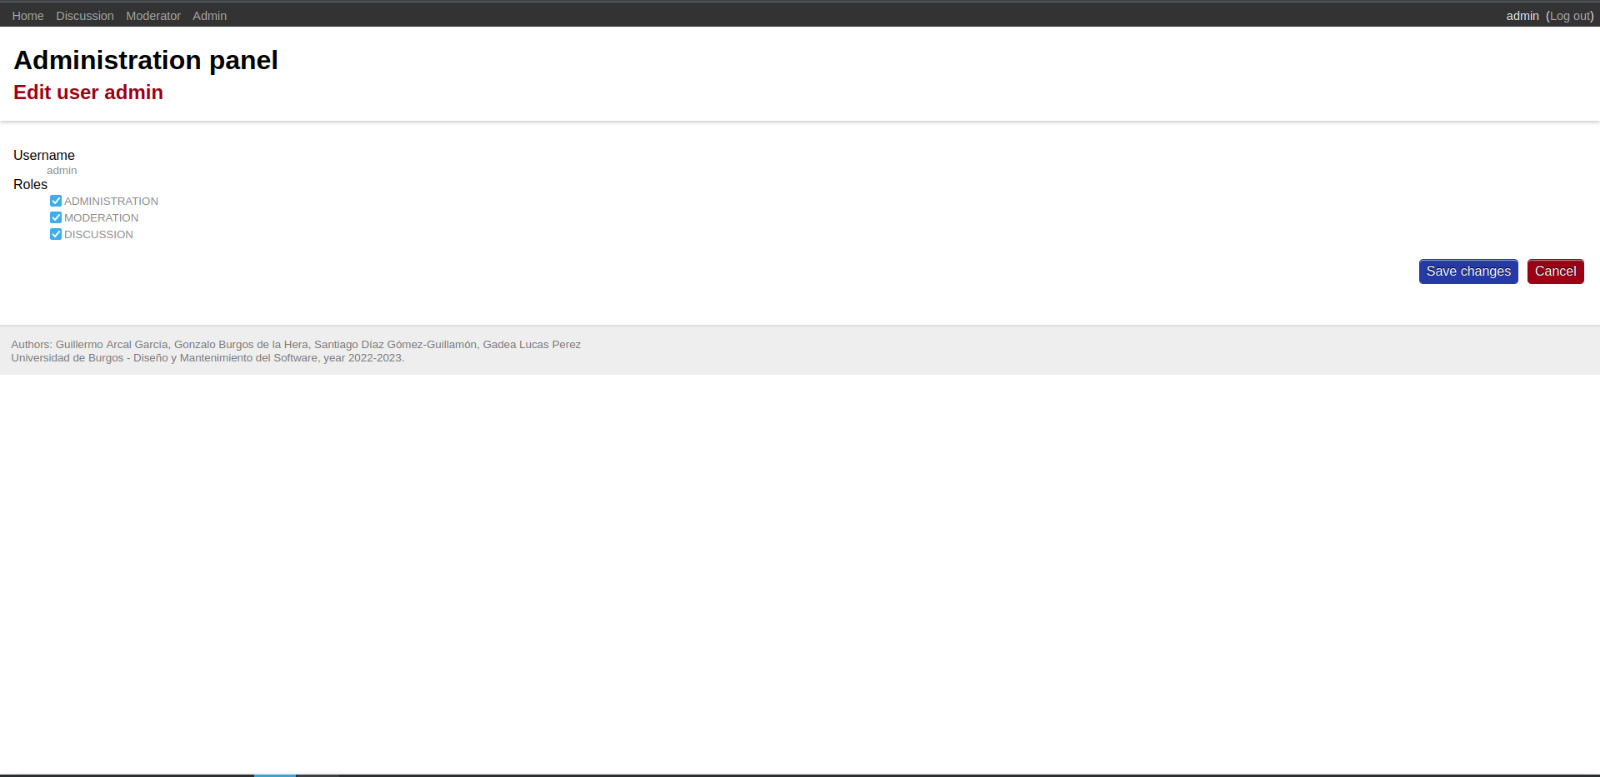 Home Discussion Moderator Admin admin (Log out)
Administration panel
Edit user admin
Username
admin
Roles
ADMINISTRATION
MODERATION
DISCUSSION
Save changes Cancel
Authors: Guillermo Arcal García, Gonzalo Burgos de la Hera, Santiago Díaz Gómez-Guillamón, Gadea Lucas Perez
Universidad de Burgos - Diseño y Mantenimiento del Software, year 2022-2023.